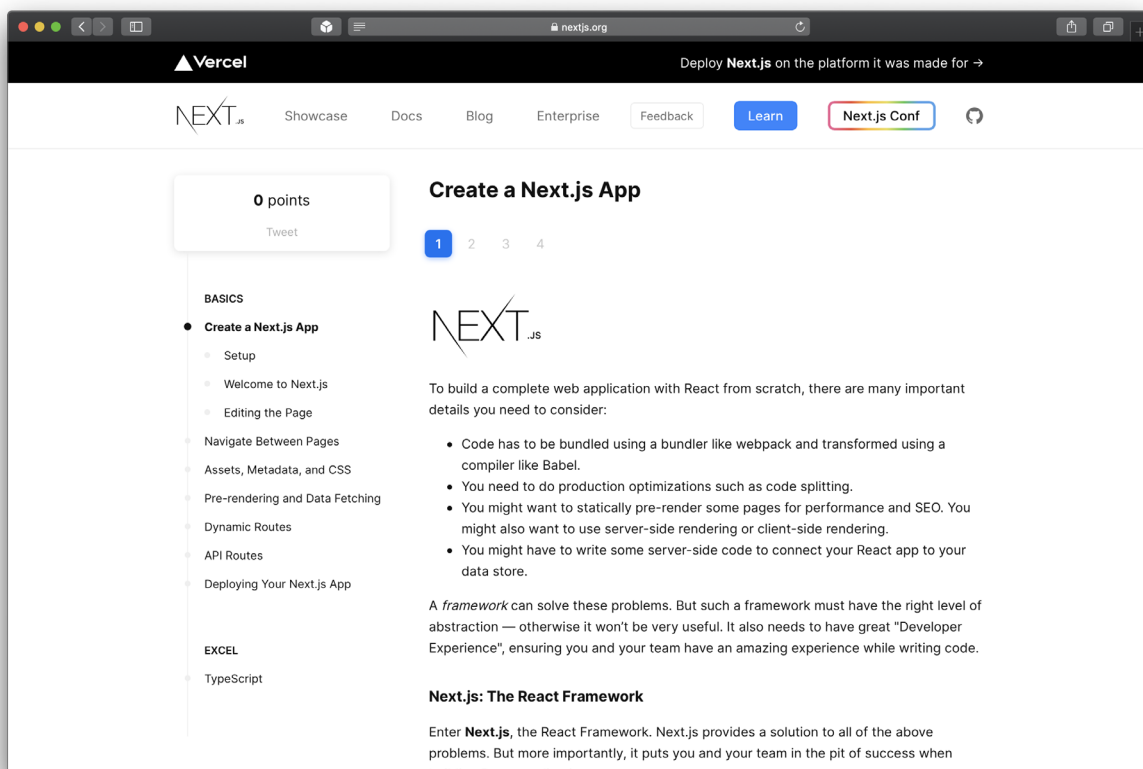 nextjs.org
Vercel
Deploy Next.js on the platform it was made for →
NEXT.JS
Showcase
Docs
Blog
Enterprise
Feedback
Learn
Next.js Conf
0 points
Tweet
BASICS
Create a Next.js App
Setup
Welcome to Next.js
Editing the Page
Navigate Between Pages
Assets, Metadata, and CSS
Pre-rendering and Data Fetching
Dynamic Routes
API Routes
Deploying Your Next.js App
EXCEL
TypeScript
Create a Next.js App
1 2 3 4
NEXT.JS
To build a complete web application with React from scratch, there are many important
details you need to consider:
• Code has to be bundled using a bundler like webpack and transformed using a
compiler like Babel.
• You need to do production optimizations such as code splitting.
• You might want to statically pre-render some pages for performance and SEO. You
might also want to use server-side rendering or client-side rendering.
• You might have to write some server-side code to connect your React app to your
data store.
A framework can solve these problems. But such a framework must have the right level of
abstraction — otherwise it won't be very useful. It also needs to have great "Developer
Experience", ensuring you and your team have an amazing experience while writing code.
Next.js: The React Framework
Enter Next.js, the React Framework. Next.js provides a solution to all of the above
problems. But more importantly, it puts you and your team in the pit of success when